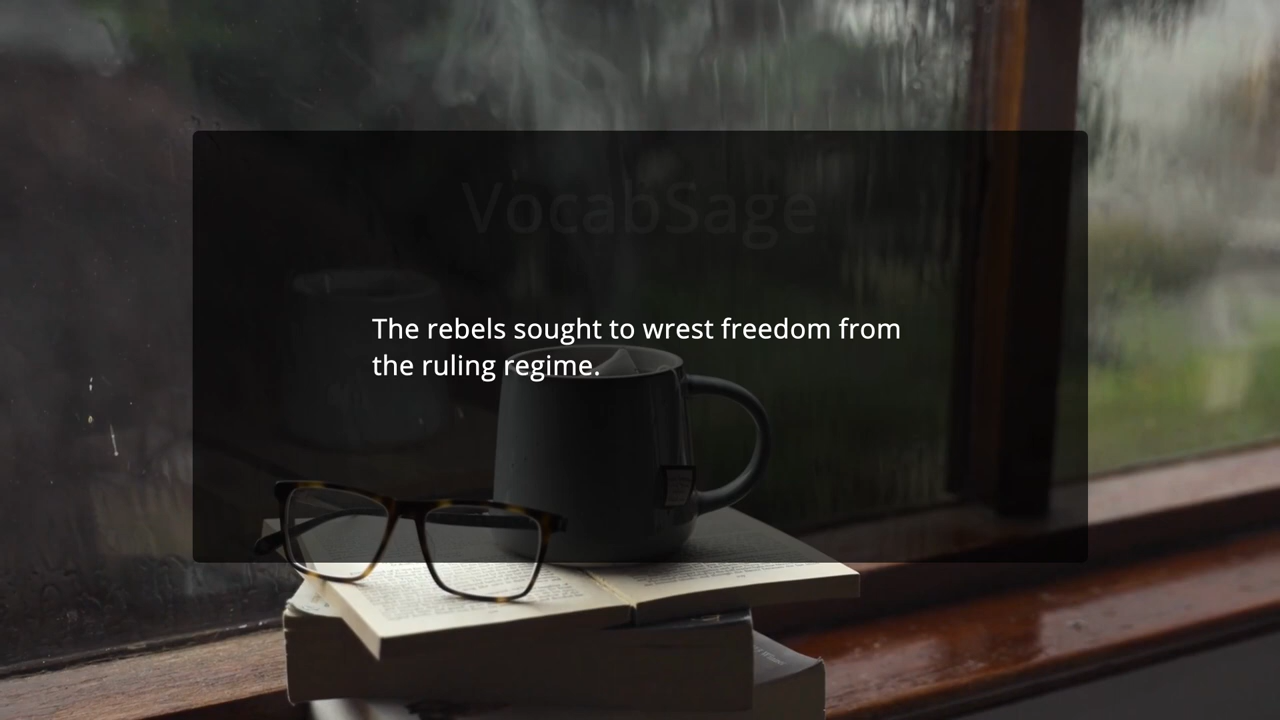 VocabSage
The rebels sought to wrest freedom from
the ruling regime.